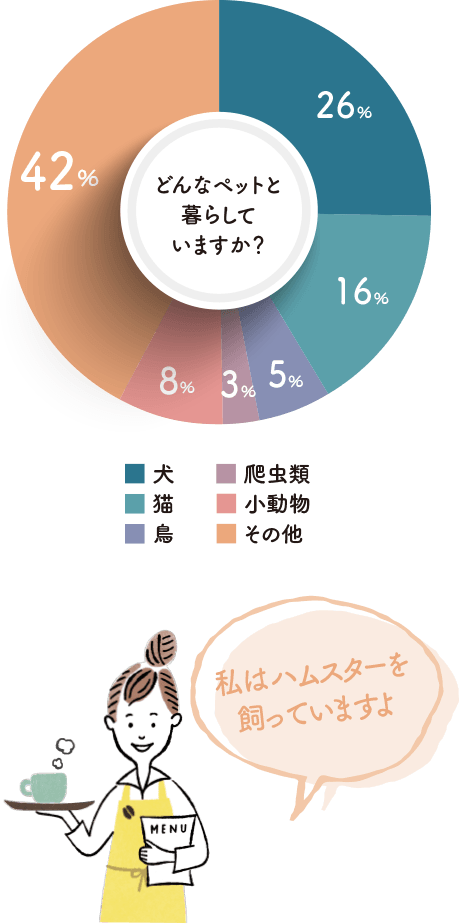 26%
42%
どんなペットと
暮らして
いますか?
16%
8%
3%
5%
犬
爬虫類
猫
小動物
鳥
その他
私はハムスターを
飼っていますよ
MENU